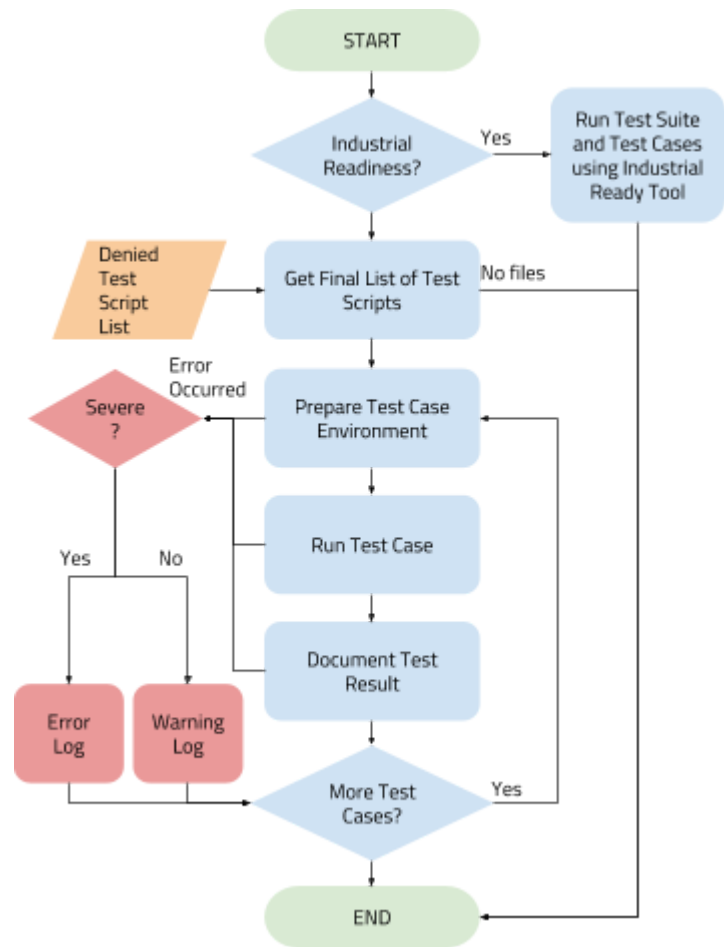 START
Industrial
Readiness?
Yes
Run Test Suite
and Test Cases
using Industrial
Ready Tool
Denied
Test
Script
List
Get Final List of Test
Scripts
No files
Error
Occurred
Severe
?
Prepare Test Case
Environment
Run Test Case
Yes
No
Document Test
Result
Error
Log
Warning
Log
More Test
Cases?
Yes
END